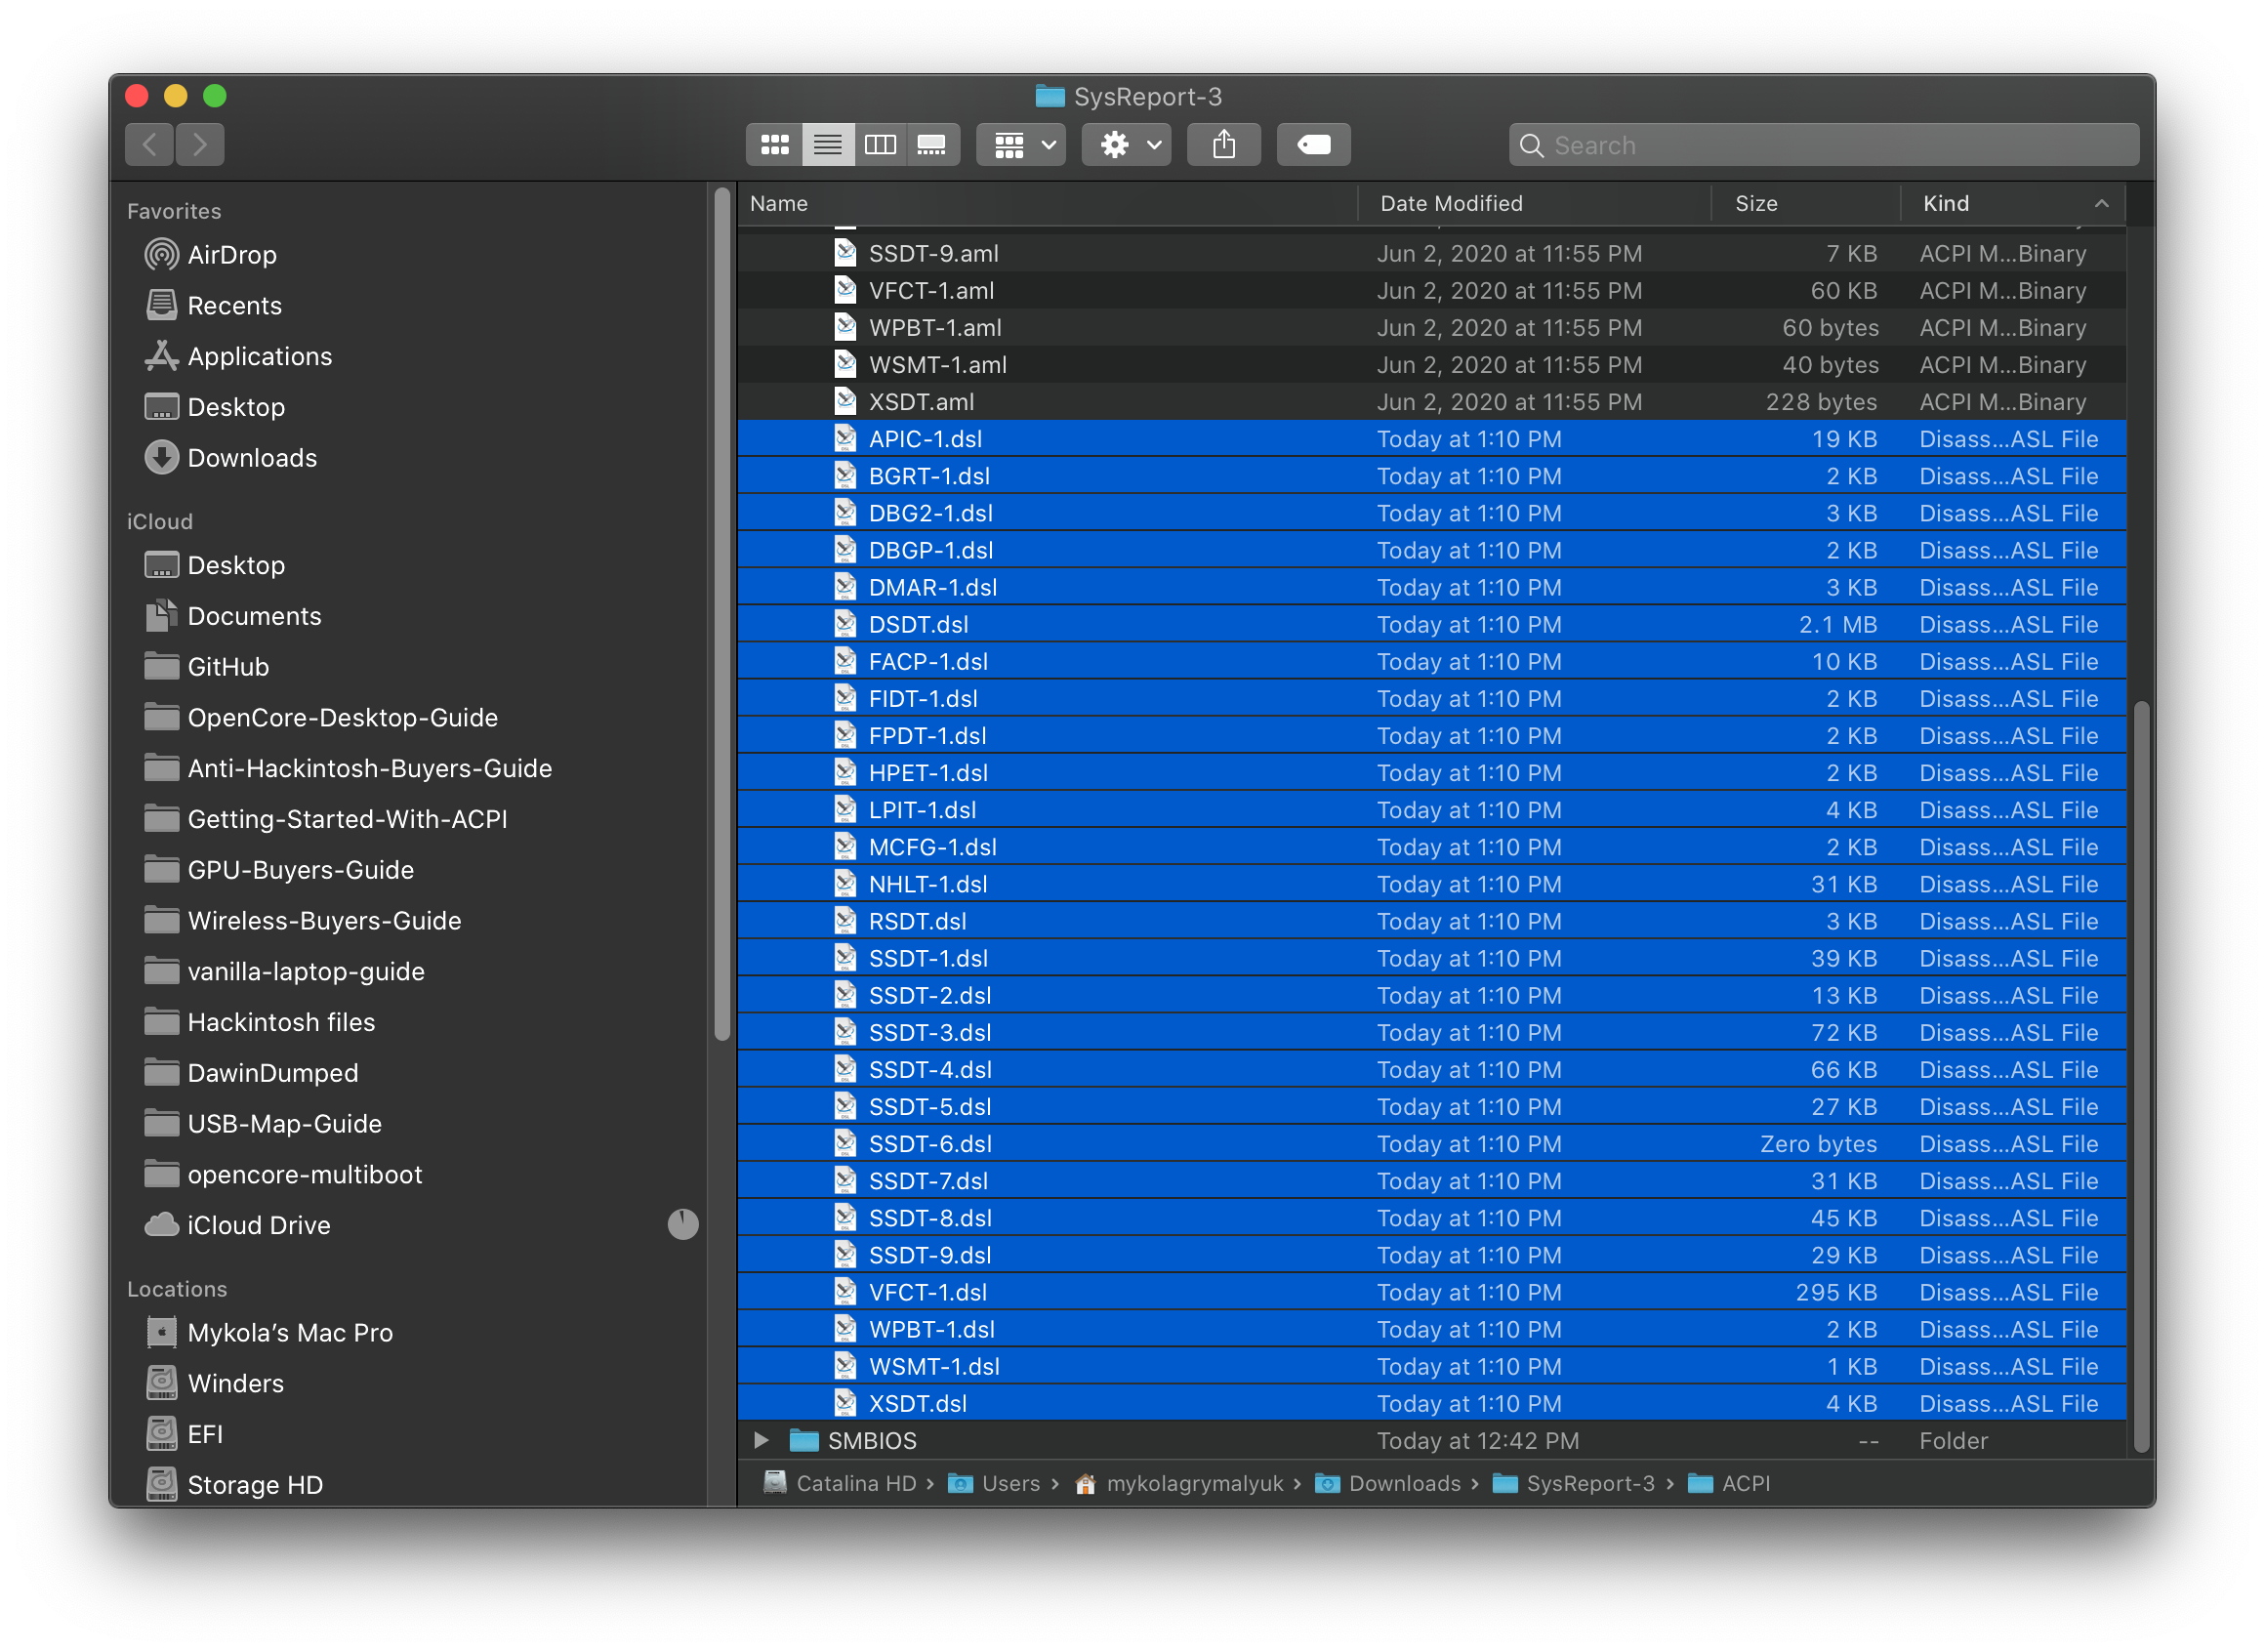 SysReport-3
Search
Favorites
AirDrop
Recents
Applications
Desktop
Downloads
iCloud
Desktop
Documents
GitHub
OpenCore-Desktop-Guide
Anti-Hackintosh-Buyers-Guide
Getting-Started-With-ACPI
GPU-Buyers-Guide
Wireless-Buyers-Guide
vanilla-laptop-guide
Hackintosh files
DawinDumped
USB-Map-Guide
opencore-multiboot
iCloud Drive
Locations
Mykola’s Mac Pro
Winders
EFI
Storage HD
Name Date Modified Size Kind
SSDT-9.aml Jun 2, 2020 at 11:55 PM 7 KB ACPI M...Binary
VFCT-1.aml Jun 2, 2020 at 11:55 PM 60 KB ACPI M...Binary
WPBT-1.aml Jun 2, 2020 at 11:55 PM 60 bytes ACPI M...Binary
WSMT-1.aml Jun 2, 2020 at 11:55 PM 40 bytes ACPI M...Binary
XSDT.aml Jun 2, 2020 at 11:55 PM 228 bytes ACPI M...Binary
APIC-1.dsl Today at 1:10 PM 19 KB Disass...ASL File
BGRT-1.dsl Today at 1:10 PM 2 KB Disass...ASL File
DBG2-1.dsl Today at 1:10 PM 3 KB Disass...ASL File
DBGP-1.dsl Today at 1:10 PM 2 KB Disass...ASL File
DMAR-1.dsl Today at 1:10 PM 3 KB Disass...ASL File
DSDT.dsl Today at 1:10 PM 2.1 MB Disass...ASL File
FACP-1.dsl Today at 1:10 PM 10 KB Disass...ASL File
FIDT-1.dsl Today at 1:10 PM 2 KB Disass...ASL File
FPDT-1.dsl Today at 1:10 PM 2 KB Disass...ASL File
HPET-1.dsl Today at 1:10 PM 2 KB Disass...ASL File
LPIT-1.dsl Today at 1:10 PM 4 KB Disass...ASL File
MCFG-1.dsl Today at 1:10 PM 2 KB Disass...ASL File
NHLT-1.dsl Today at 1:10 PM 31 KB Disass...ASL File
RSDT.dsl Today at 1:10 PM 3 KB Disass...ASL File
SSDT-1.dsl Today at 1:10 PM 39 KB Disass...ASL File
SSDT-2.dsl Today at 1:10 PM 13 KB Disass...ASL File
SSDT-3.dsl Today at 1:10 PM 72 KB Disass...ASL File
SSDT-4.dsl Today at 1:10 PM 66 KB Disass...ASL File
SSDT-5.dsl Today at 1:10 PM 27 KB Disass...ASL File
SSDT-6.dsl Today at 1:10 PM Zero bytes Disass...ASL File
SSDT-7.dsl Today at 1:10 PM 31 KB Disass...ASL File
SSDT-8.dsl Today at 1:10 PM 45 KB Disass...ASL File
SSDT-9.dsl Today at 1:10 PM 29 KB Disass...ASL File
VFCT-1.dsl Today at 1:10 PM 295 KB Disass...ASL File
WPBT-1.dsl Today at 1:10 PM 2 KB Disass...ASL File
WSMT-1.dsl Today at 1:10 PM 1 KB Disass...ASL File
XSDT.dsl Today at 1:10 PM 4 KB Disass...ASL File
SMBIOS Today at 12:42 PM -- Folder
Catalina HD › Users › mykolagrymalyuk › Downloads › SysReport-3 › ACPI